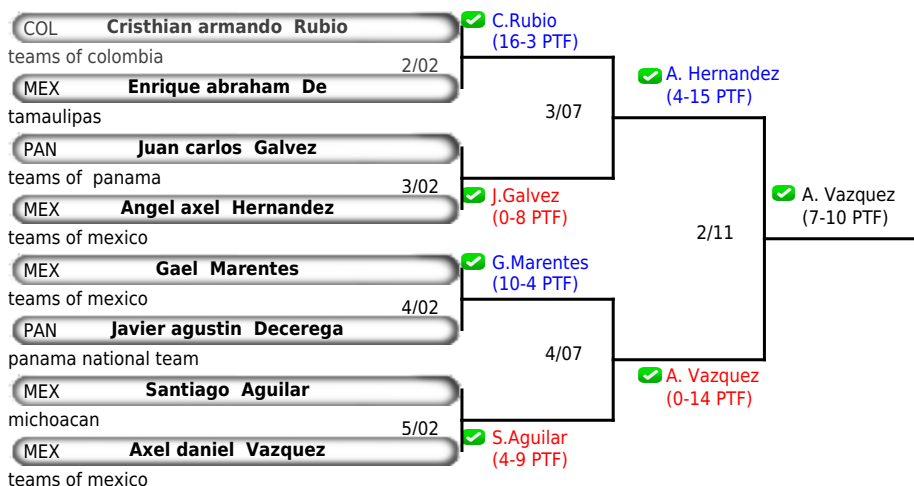 COL Cristhian armando Rubio
teams of colombia
2/02
MEX Enrique abraham De
tamaulipas
PAN Juan carlos Galvez
teams of panama
3/02
MEX Angel axel Hernandez
teams of mexico
MEX Gael Marentes
teams of mexico
4/02
PAN Javier agustin Decerega
panama national team
MEX Santiago Aguilar
michoacan
5/02
MEX Axel daniel Vazquez
teams of mexico
C.Rubio
(16-3 PTF)
3/07
J.Galvez
(0-8 PTF)
G.Marentes
(10-4 PTF)
4/07
S.Aguilar
(4-9 PTF)
A. Hernandez
(4-15 PTF)
2/11
A. Vazquez
(0-14 PTF)
A. Vazquez
(7-10 PTF)